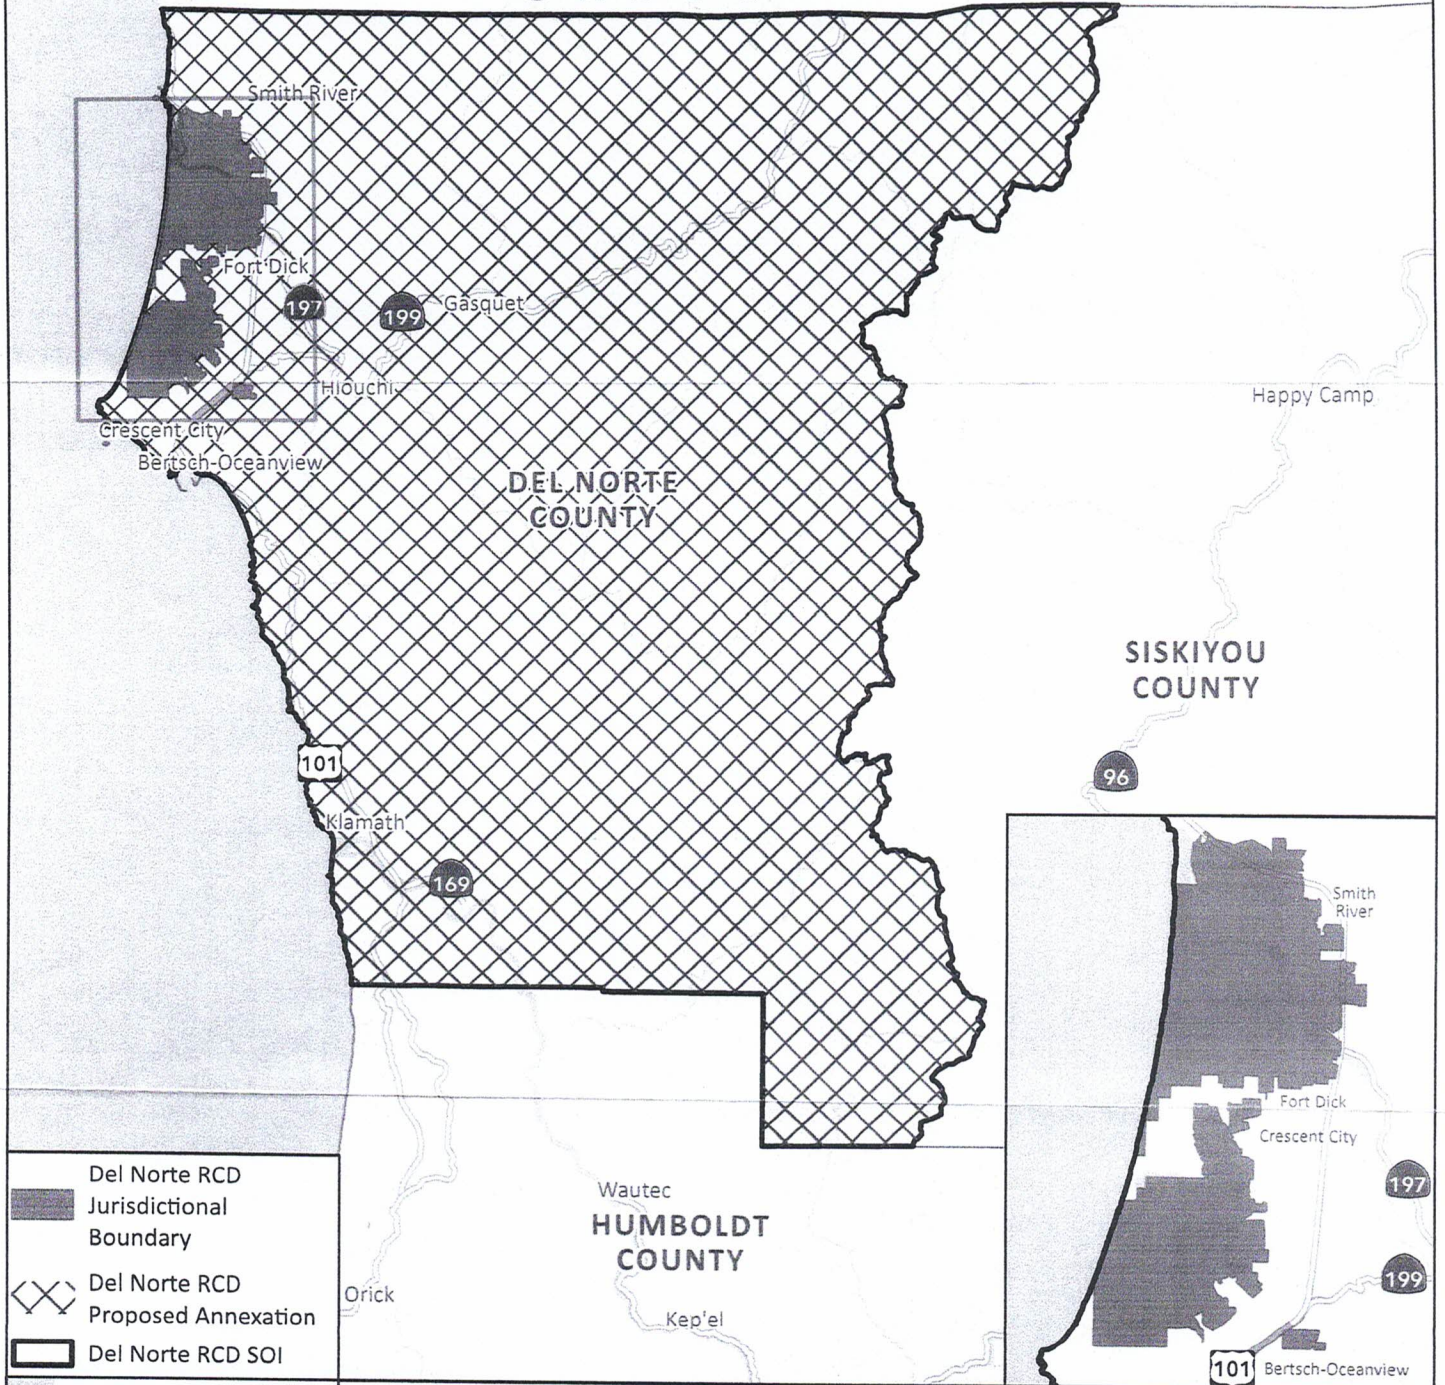 Smith River
Fort Dick
197
199
Gasquet
Hiouchi
Happy Camp
Crescent City
Bertsch-Oceanview
DEL NORTE
COUNTY
SISKIYOU
COUNTY
101
96
Klamath
169
Smith
River
Fort Dick
Crescent City
197
199
101
Bertsch-Oceanview
Wautec
HUMBOLDT
COUNTY
Orick
Kep'el
Del Norte RCD
Jurisdictional
Boundary
Del Norte RCD
Proposed Annexation
Del Norte RCD SOI